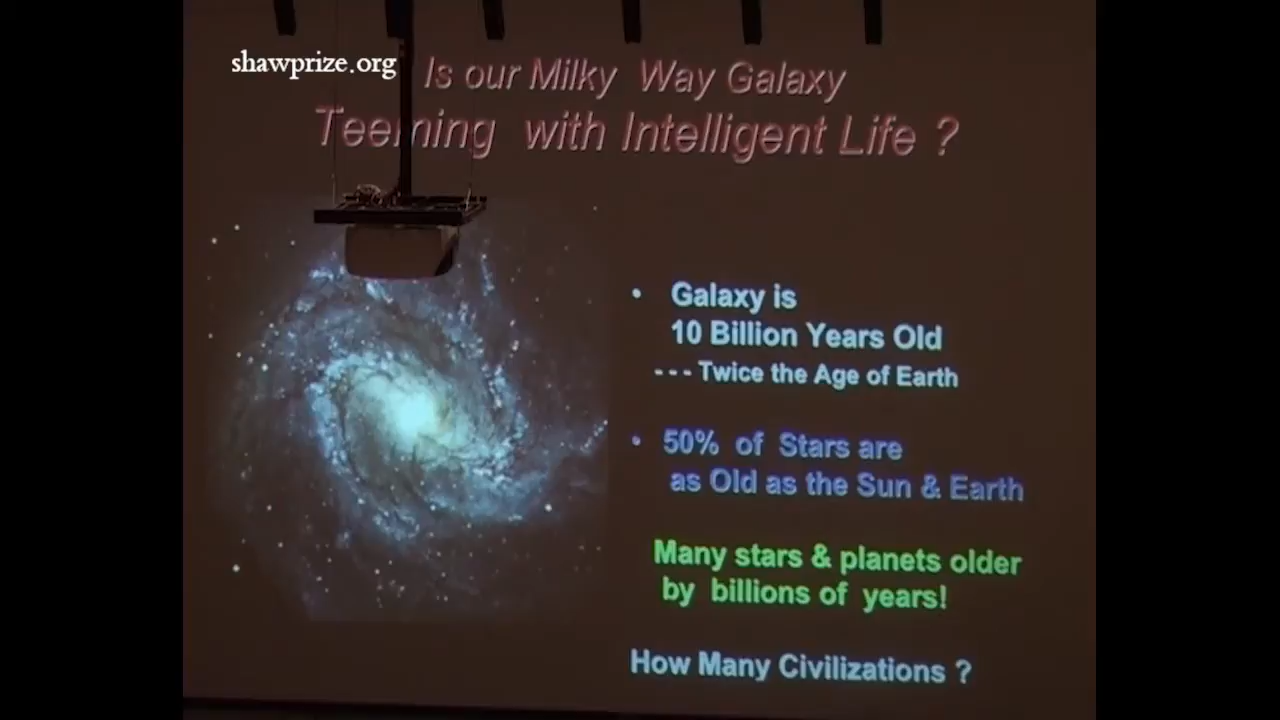 shawprize.org
Is our Milky Way Galaxy
Teeming with Intelligent Life ?
• Galaxy is
10 Billion Years Old
- - - Twice the Age of Earth
• 50% of Stars are
as Old as the Sun & Earth
Many stars & planets older
by billions of years!
How Many Civilizations ?